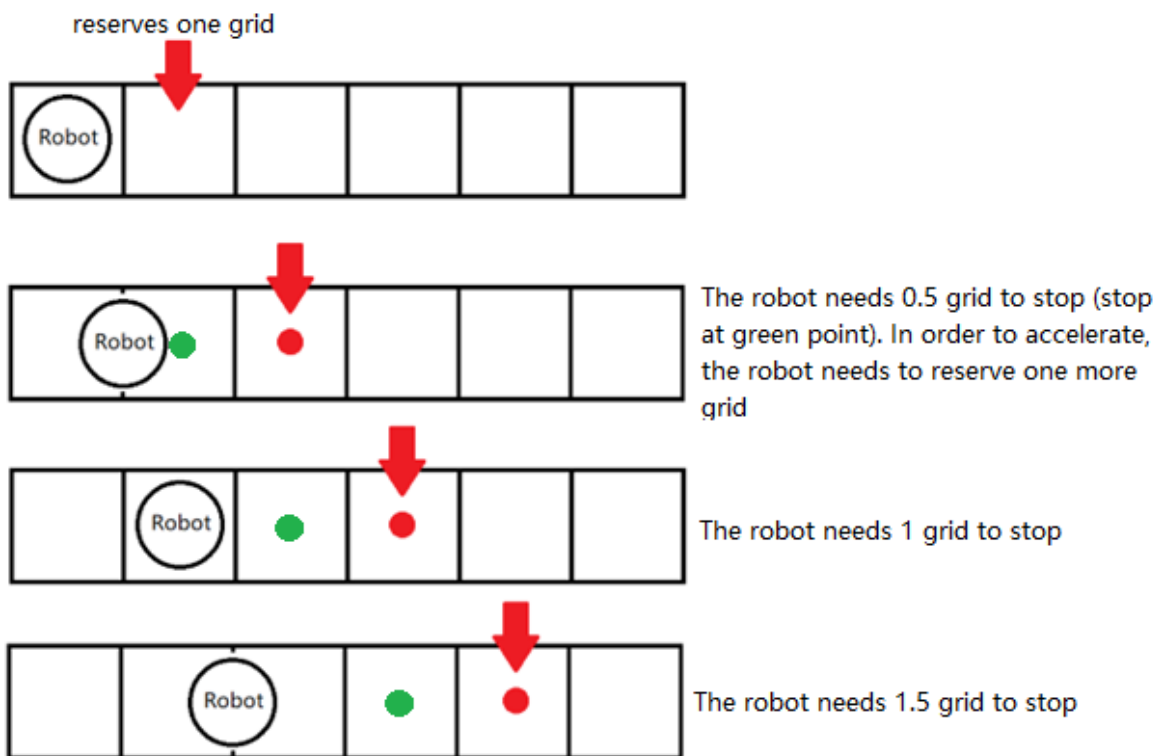 reserves one grid
Robot
Robot
The robot needs 0.5 grid to stop (stop
at green point). In order to accelerate,
the robot needs to reserve one more
grid
Robot
The robot needs 1 grid to stop
Robot
The robot needs 1.5 grid to stop